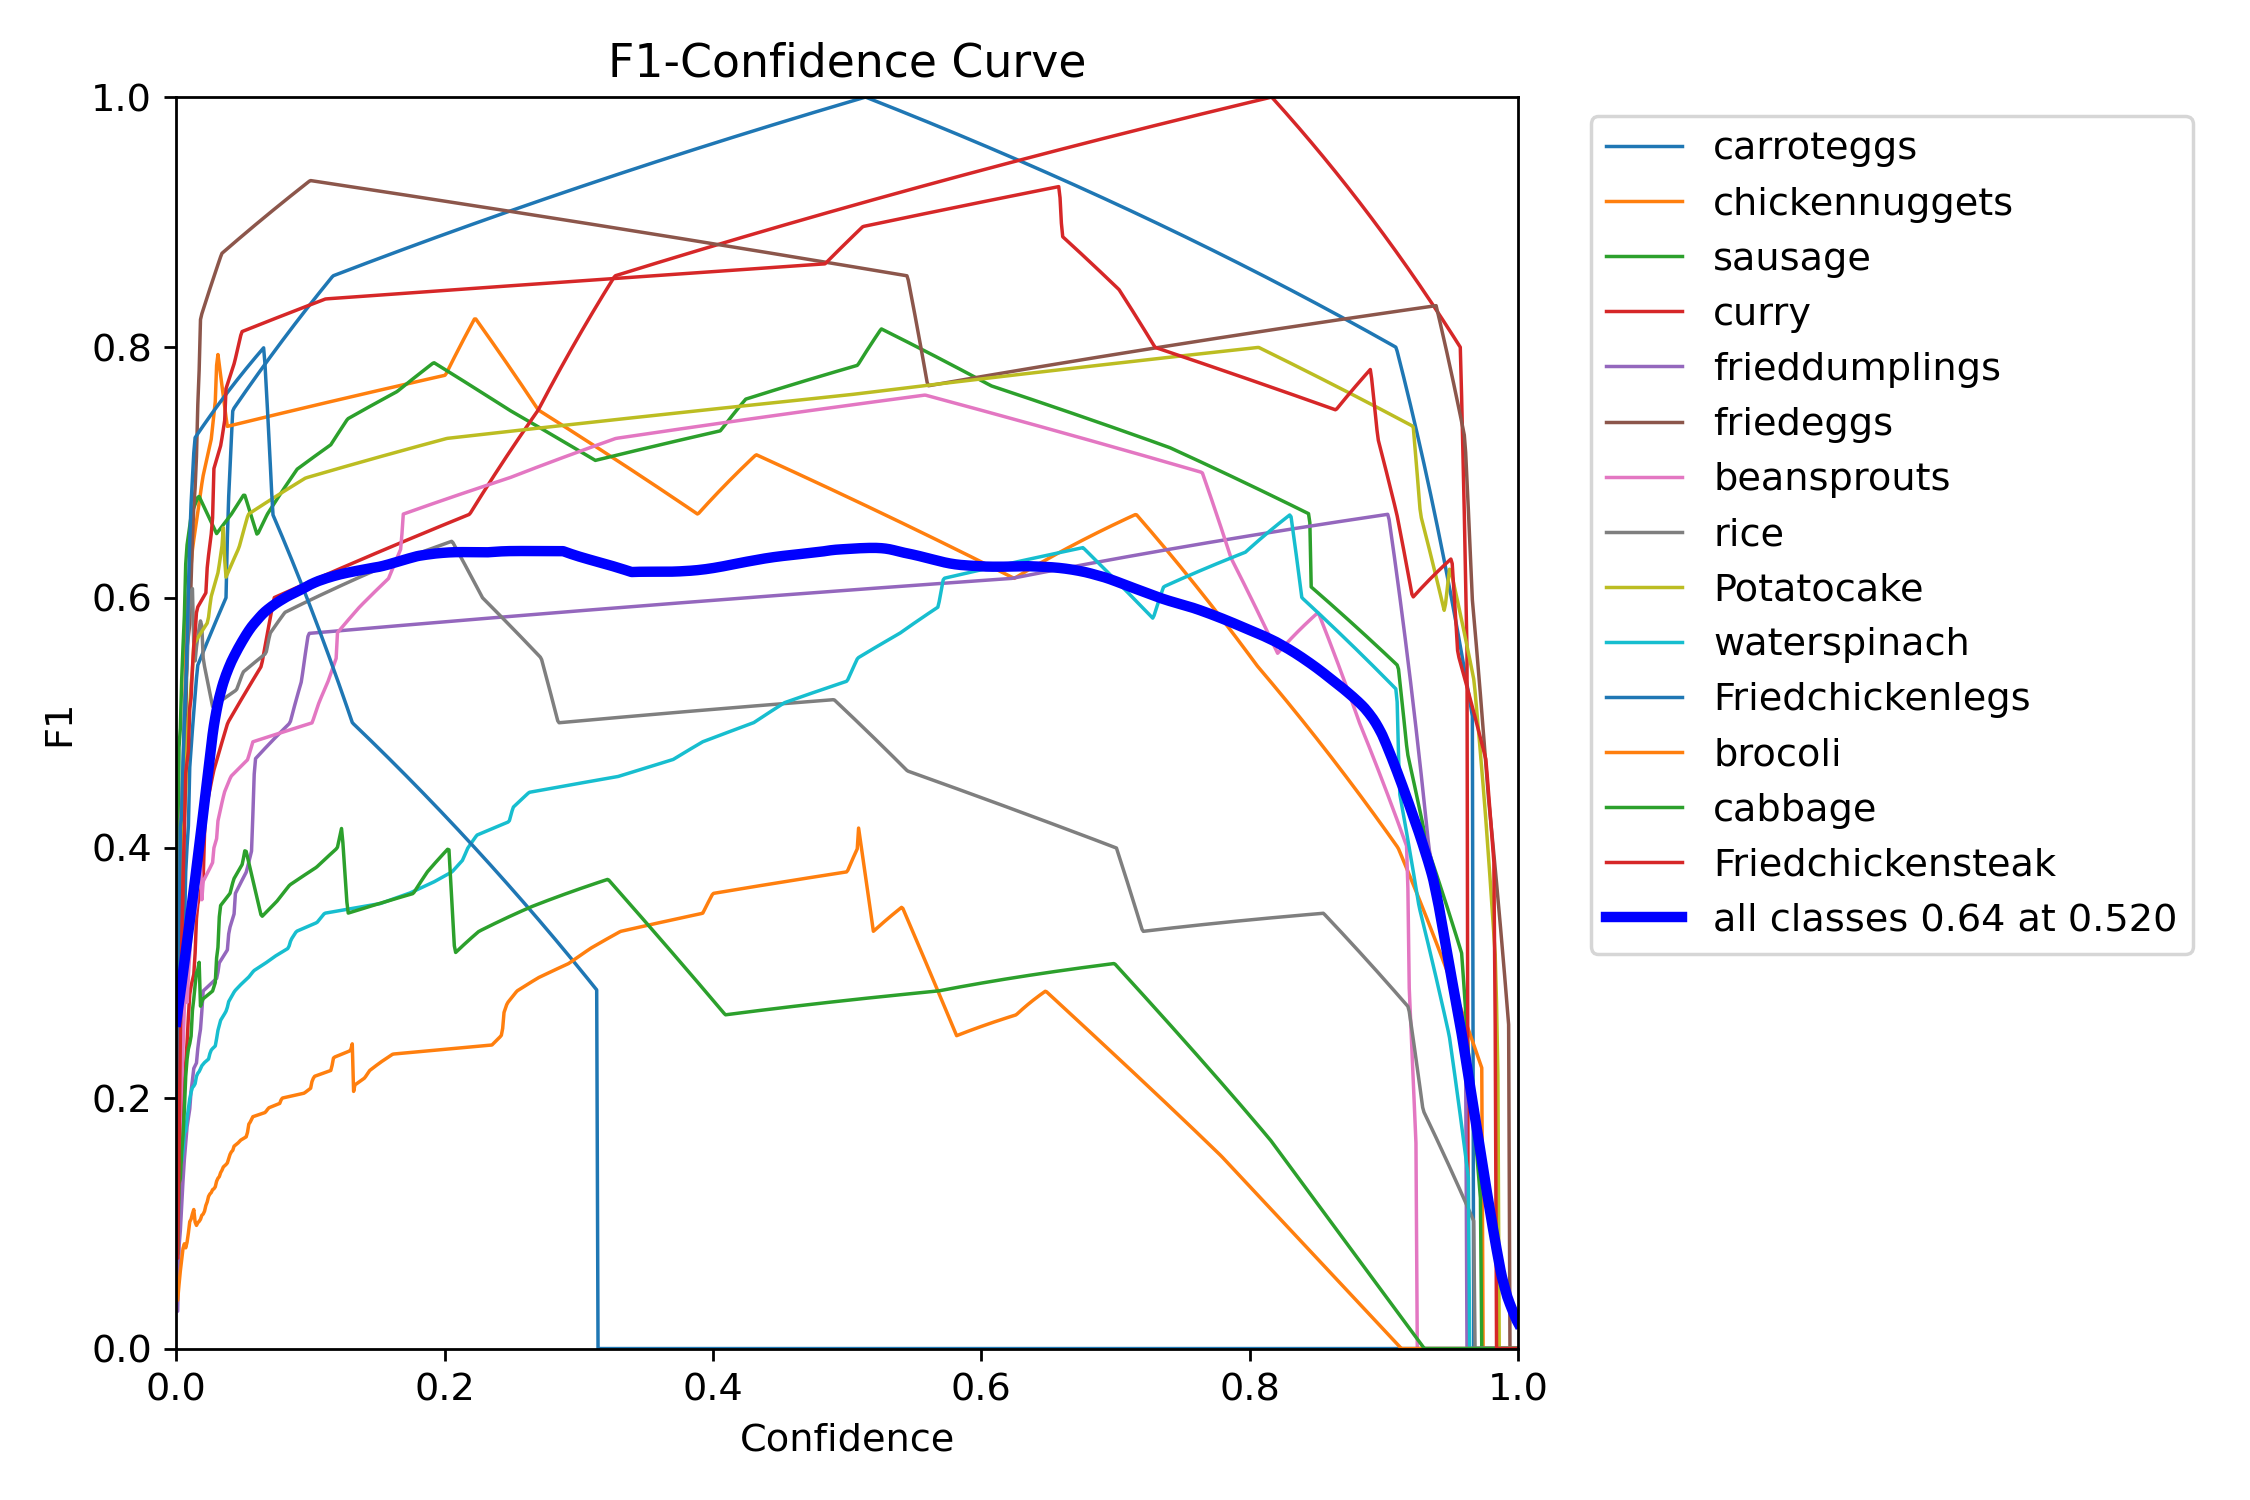 F1-Confidence Curve
1.0
0.8
0.6
0.4
0.2
0.0
F1
0.0 0.2 0.4 0.6 0.8 1.0
Confidence
carroteggs
chickennuggets
sausage
curry
frieddumplings
friedeggs
beansprouts
rice
Potatocake
waterspinach
Friedchickenlegs
brocoli
cabbage
Friedchickensteak
all classes 0.64 at 0.520